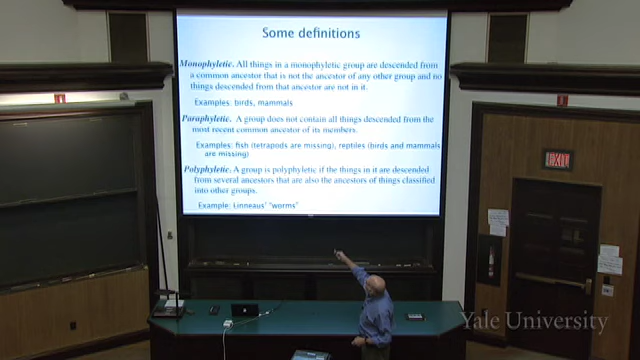 Some definitions
Monophyletic. All things in a monophyletic group are descended from
a common ancestor that is not the ancestor of any other group and no
things descended from that ancestor are not in it.
Examples: birds, mammals
Paraphyletic. A group does not contain all things descended from the
most recent common ancestor of its members.
Examples: fish (tetrapods are missing), reptiles (birds and mammals
are missing)
Polyphyletic. A group is polyphyletic if the things in it are descended
from several ancestors that are also the ancestors of things classified
into other groups.
Example: Linneaus' "worms"
EXIT
Yale University